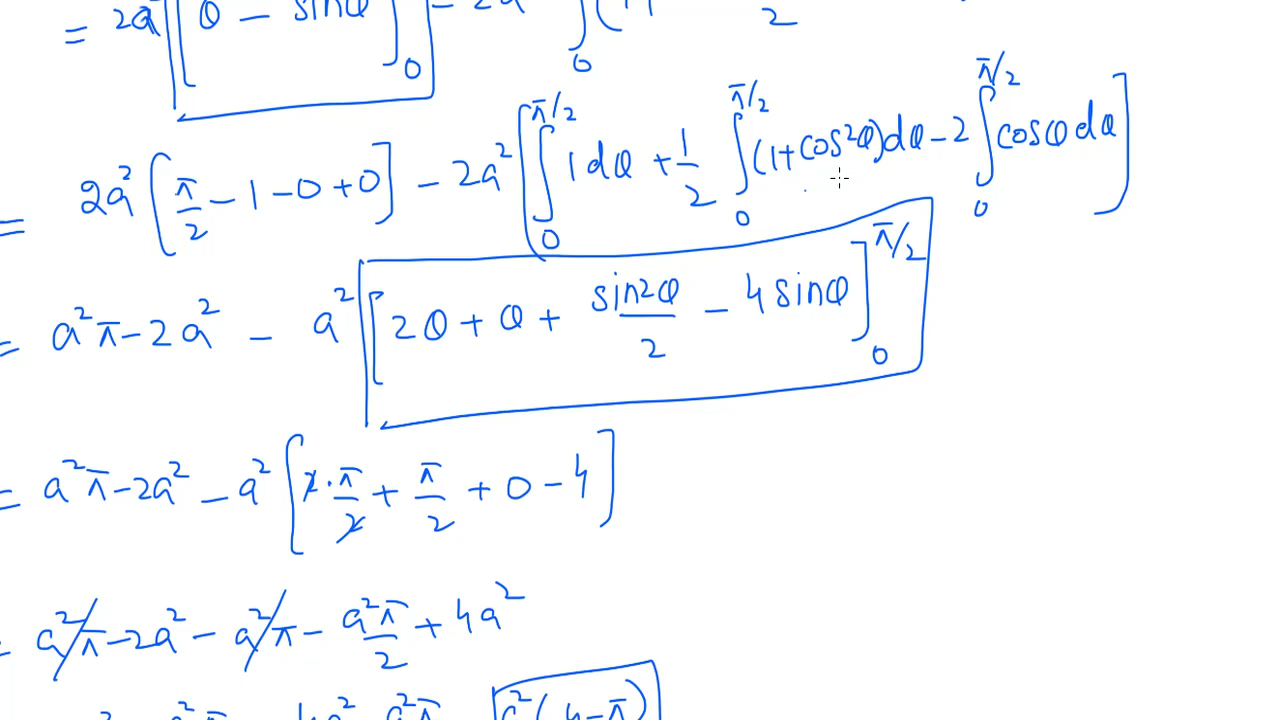 = 2a² [θ − sinθ]₀ − 2a ∫₀ (1 2
= 2a² [π/2 − 1 − 0 + 0] − 2a² [∫₀^{π/2} 1 dθ + 1/2 ∫₀^{π/2} (1+cos2θ)dθ − 2 ∫₀^{π/2} cosθ dθ]
= a²π − 2a² − a² [2θ + θ + sin2θ/2 − 4 sinθ]₀^{π/2}
= a²π − 2a² − a² [2·π/2 + π/2 + 0 − 4]
= a²π − 2a² − a²π − a²π/2 + 4a²
a²(4−π)